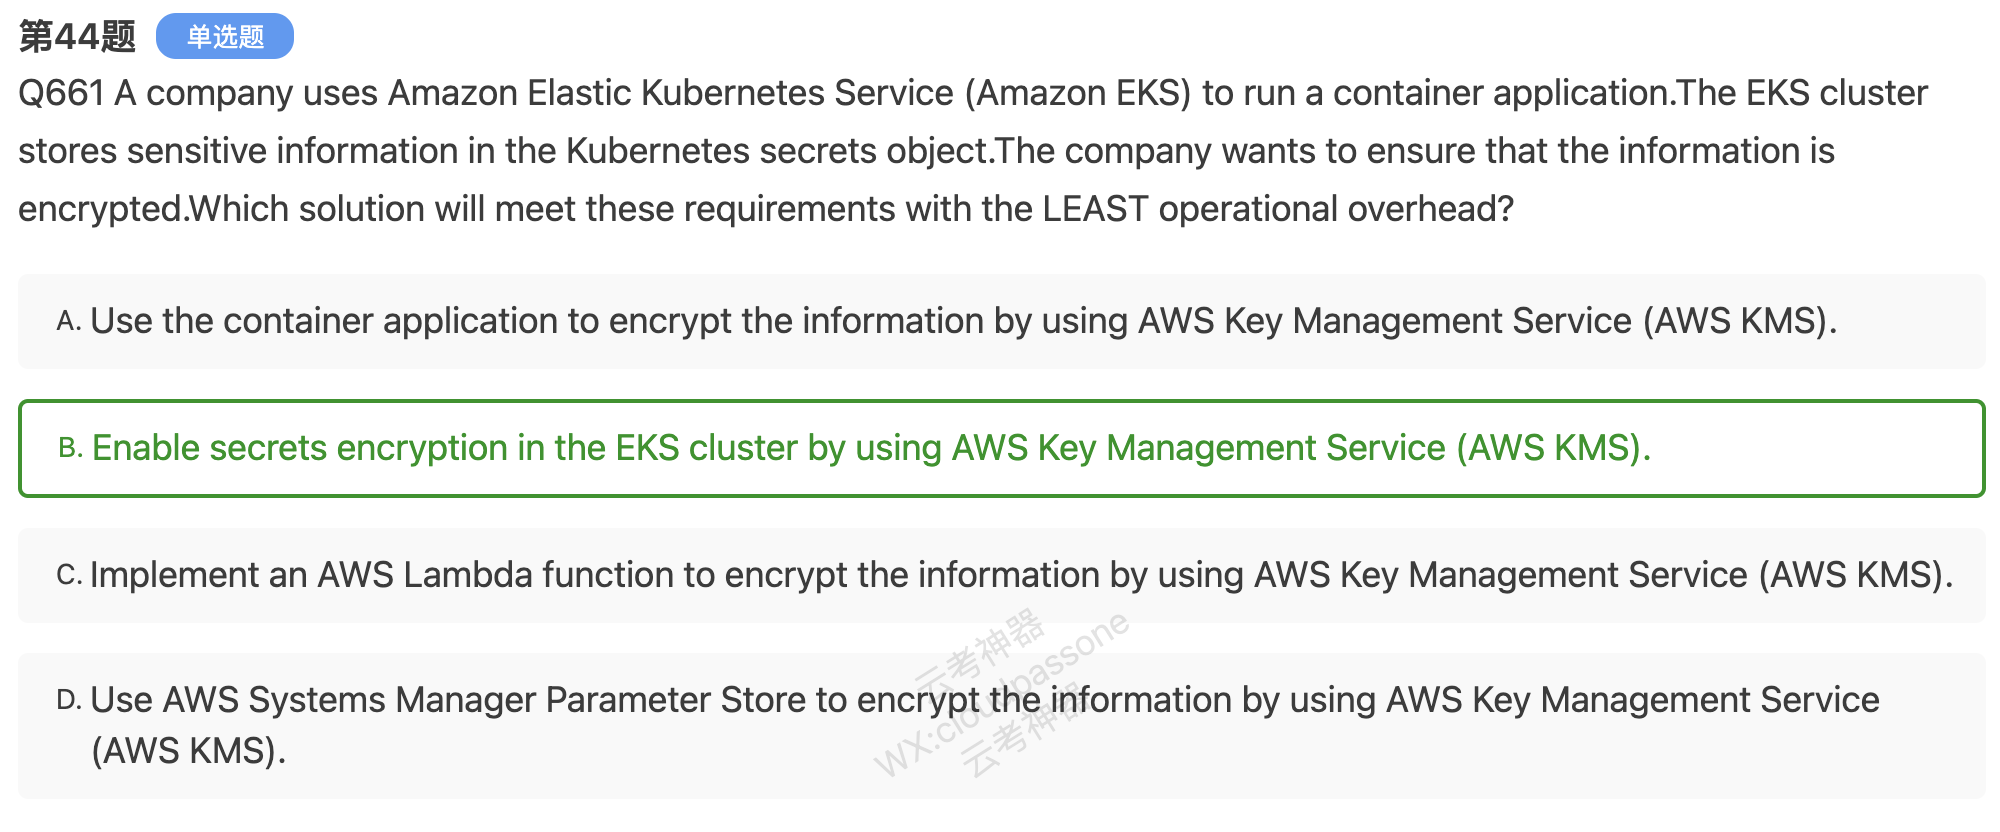 第44题 单选题
Q661 A company uses Amazon Elastic Kubernetes Service (Amazon EKS) to run a container application.The EKS cluster
stores sensitive information in the Kubernetes secrets object.The company wants to ensure that the information is
encrypted.Which solution will meet these requirements with the LEAST operational overhead?
A. Use the container application to encrypt the information by using AWS Key Management Service (AWS KMS).
B. Enable secrets encryption in the EKS cluster by using AWS Key Management Service (AWS KMS).
C. Implement an AWS Lambda function to encrypt the information by using AWS Key Management Service (AWS KMS).
D. Use AWS Systems Manager Parameter Store to encrypt the information by using AWS Key Management Service
(AWS KMS).
云考神器
WX:cloudpassone
云考神器